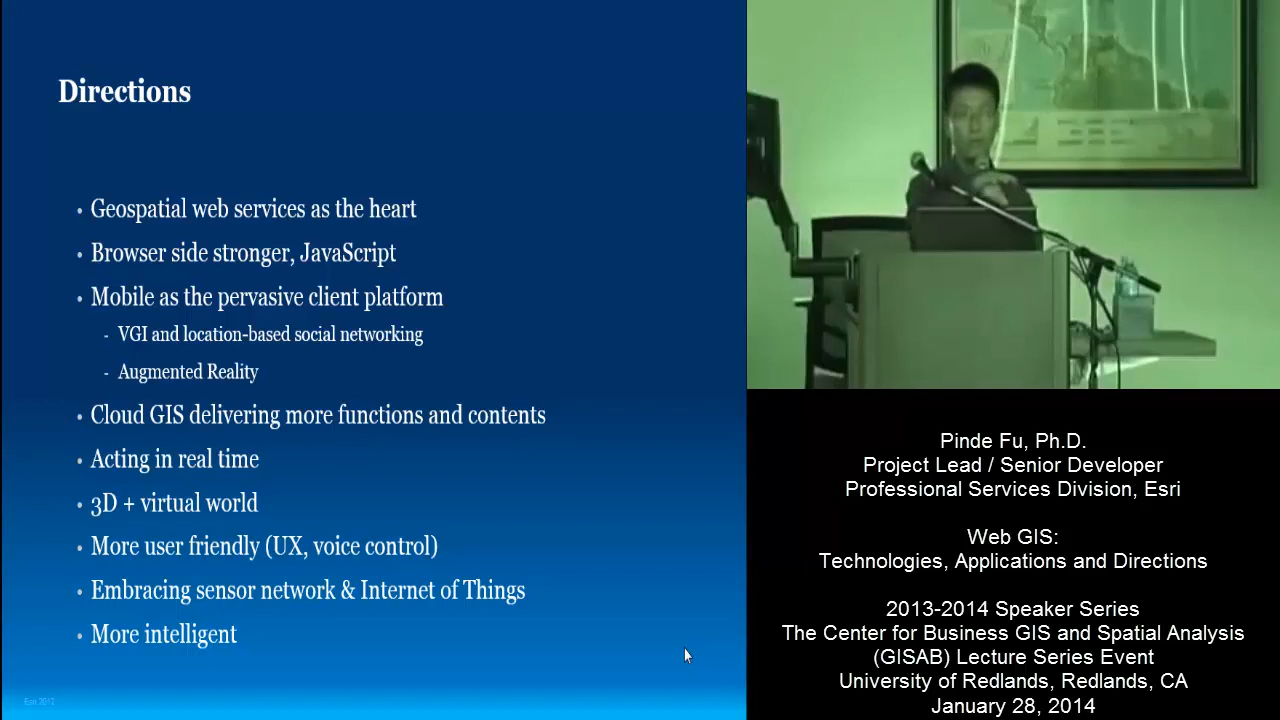 Directions
• Geospatial web services as the heart
• Browser side stronger, JavaScript
• Mobile as the pervasive client platform
- VGI and location-based social networking
- Augmented Reality
• Cloud GIS delivering more functions and contents
• Acting in real time
• 3D + virtual world
• More user friendly (UX, voice control)
• Embracing sensor network & Internet of Things
• More intelligent
Esri 2012
Pinde Fu, Ph.D.
Project Lead / Senior Developer
Professional Services Division, Esri
Web GIS:
Technologies, Applications and Directions
2013-2014 Speaker Series
The Center for Business GIS and Spatial Analysis
(GISAB) Lecture Series Event
University of Redlands, Redlands, CA
January 28, 2014